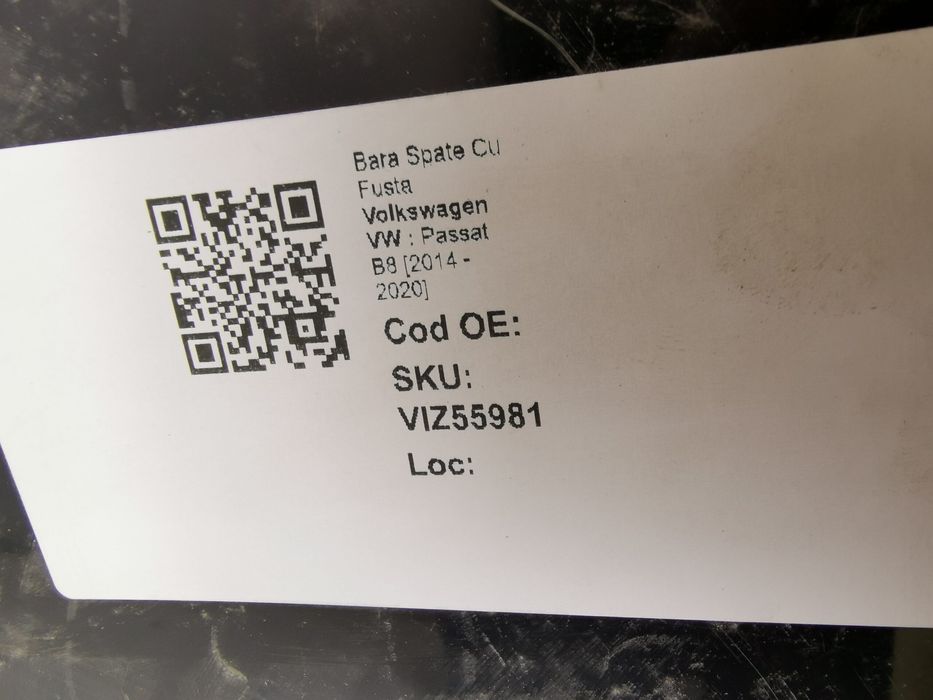 Bara Spate Cu
Fusta
Volkswagen
VW : Passat
B8 [2014 -
2020]
Cod OE:
SKU:
VIZ55981
Loc: